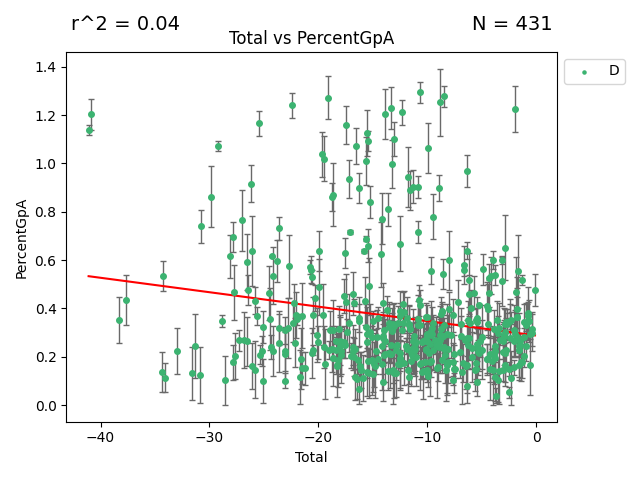 r^2 = 0.04
N = 431
Total vs PercentGpA
D
PercentGpA
1.4
1.2
1.0
0.8
0.6
0.4
0.2
0.0
−40
−30
−20
−10
0
Total